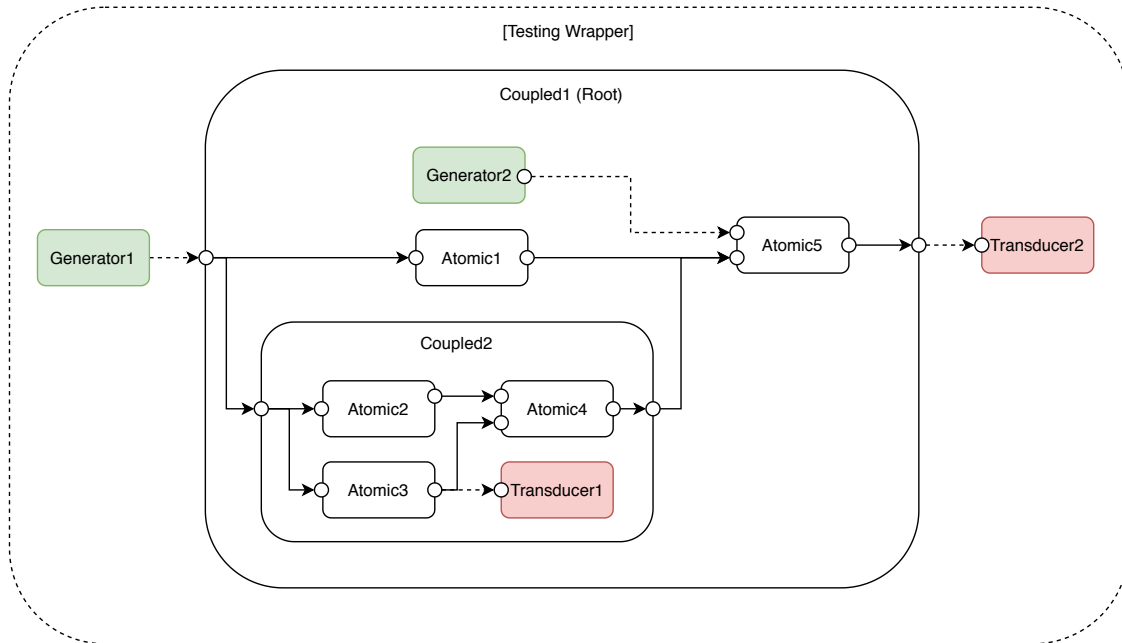 [Testing Wrapper]
Coupled1 (Root)
Generator2
Generator1
Atomic1
Atomic5
Transducer2
Coupled2
Atomic2
Atomic4
Atomic3
Transducer1